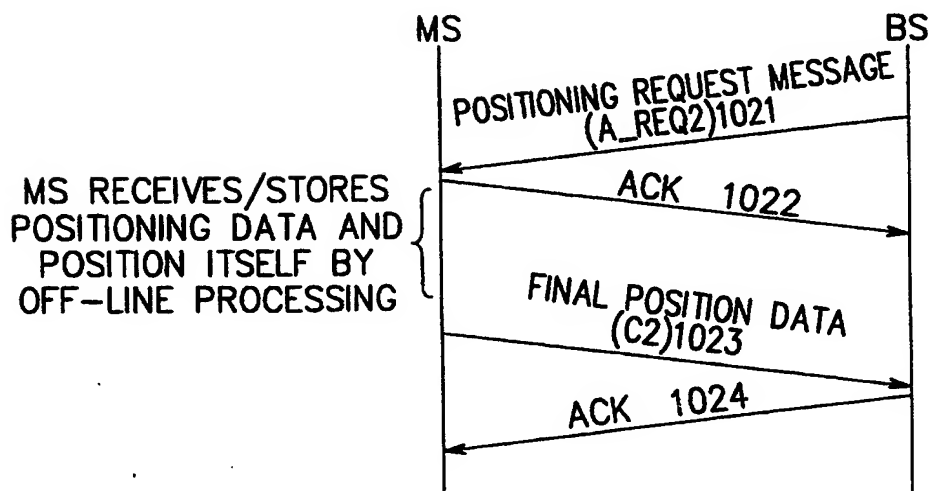 MS
BS
POSITIONING REQUEST MESSAGE
(A_REQ2)1021
ACK 1022
MS RECEIVES/STORES
POSITIONING DATA AND
POSITION ITSELF BY
OFF-LINE PROCESSING
FINAL POSITION DATA
(C2)1023
ACK 1024